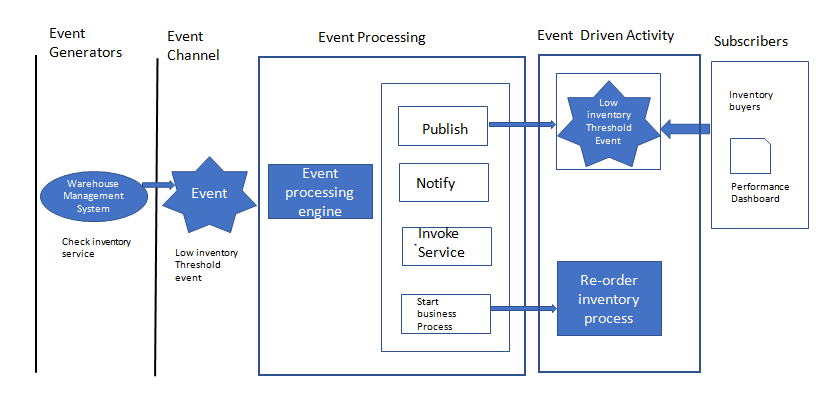 Event
Generators
Event
Channel
Event Processing
Event Driven Activity
Subscribers
Warehouse
Management
System
Check inventory
service
Event
Low inventory
Threshold
event
Event
processing
engine
Publish
Notify
Invoke
Service
Start
business
Process
Low
inventory
Threshold
Event
Re-order
inventory
process
Inventory
buyers
Performance
Dashboard